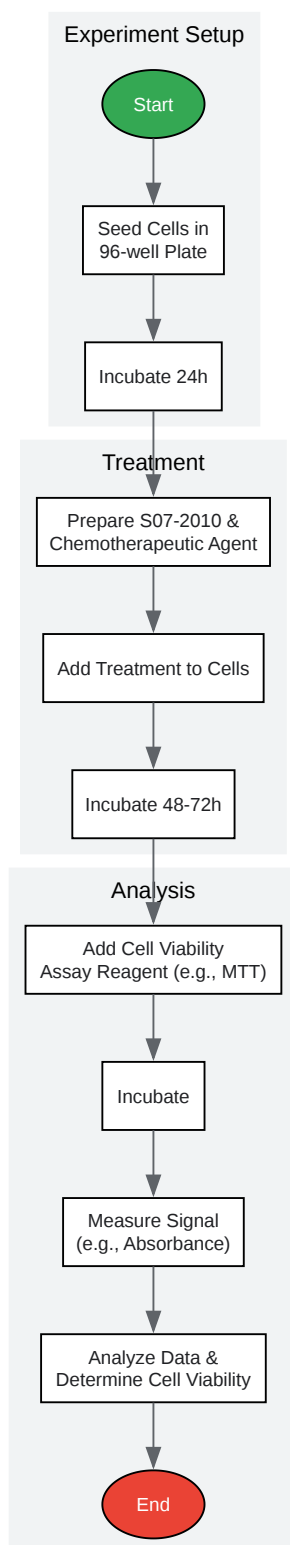 Experiment Setup
Start
Seed Cells in
96-well Plate
Incubate 24h
Treatment
Prepare S07-2010 &
Chemotherapeutic Agent
Add Treatment to Cells
Incubate 48-72h
Analysis
Add Cell Viability
Assay Reagent (e.g., MTT)
Incubate
Measure Signal
(e.g., Absorbance)
Analyze Data &
Determine Cell Viability
End